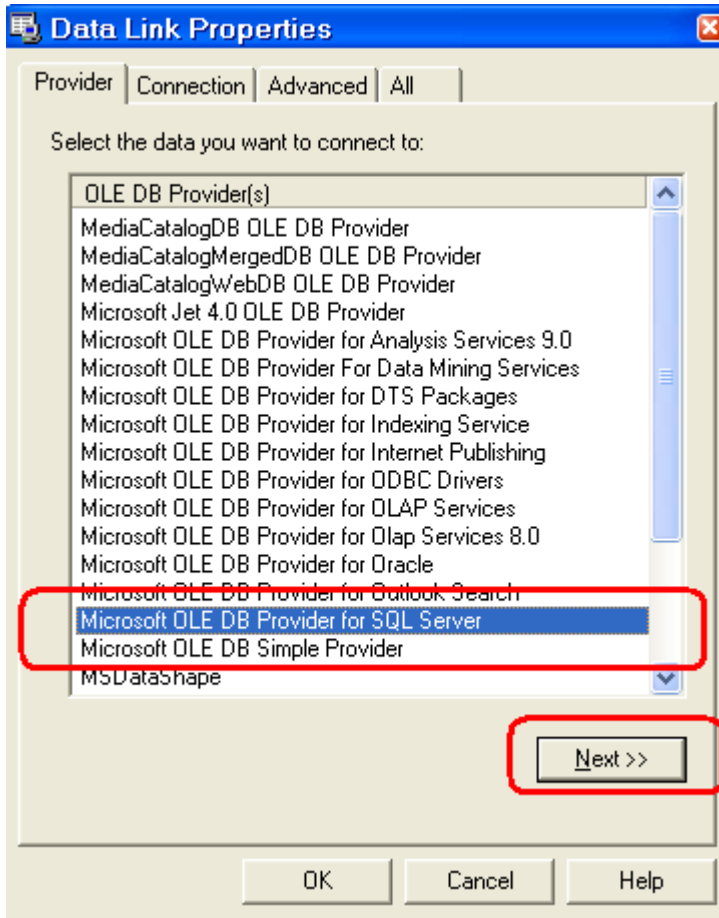 Data Link Properties
Provider Connection Advanced All
Select the data you want to connect to:
OLE DB Provider(s)
MediaCatalogDB OLE DB Provider
MediaCatalogMergedDB OLE DB Provider
MediaCatalogWebDB OLE DB Provider
Microsoft Jet 4.0 OLE DB Provider
Microsoft OLE DB Provider for Analysis Services 9.0
Microsoft OLE DB Provider For Data Mining Services
Microsoft OLE DB Provider for DTS Packages
Microsoft OLE DB Provider for Indexing Service
Microsoft OLE DB Provider for Internet Publishing
Microsoft OLE DB Provider for ODBC Drivers
Microsoft OLE DB Provider for OLAP Services
Microsoft OLE DB Provider for Olap Services 8.0
Microsoft OLE DB Provider for Oracle
Microsoft OLE DB Provider for Outlook Search
Microsoft OLE DB Provider for SQL Server
Microsoft OLE DB Simple Provider
MSDataShape
Next >>
OK Cancel Help